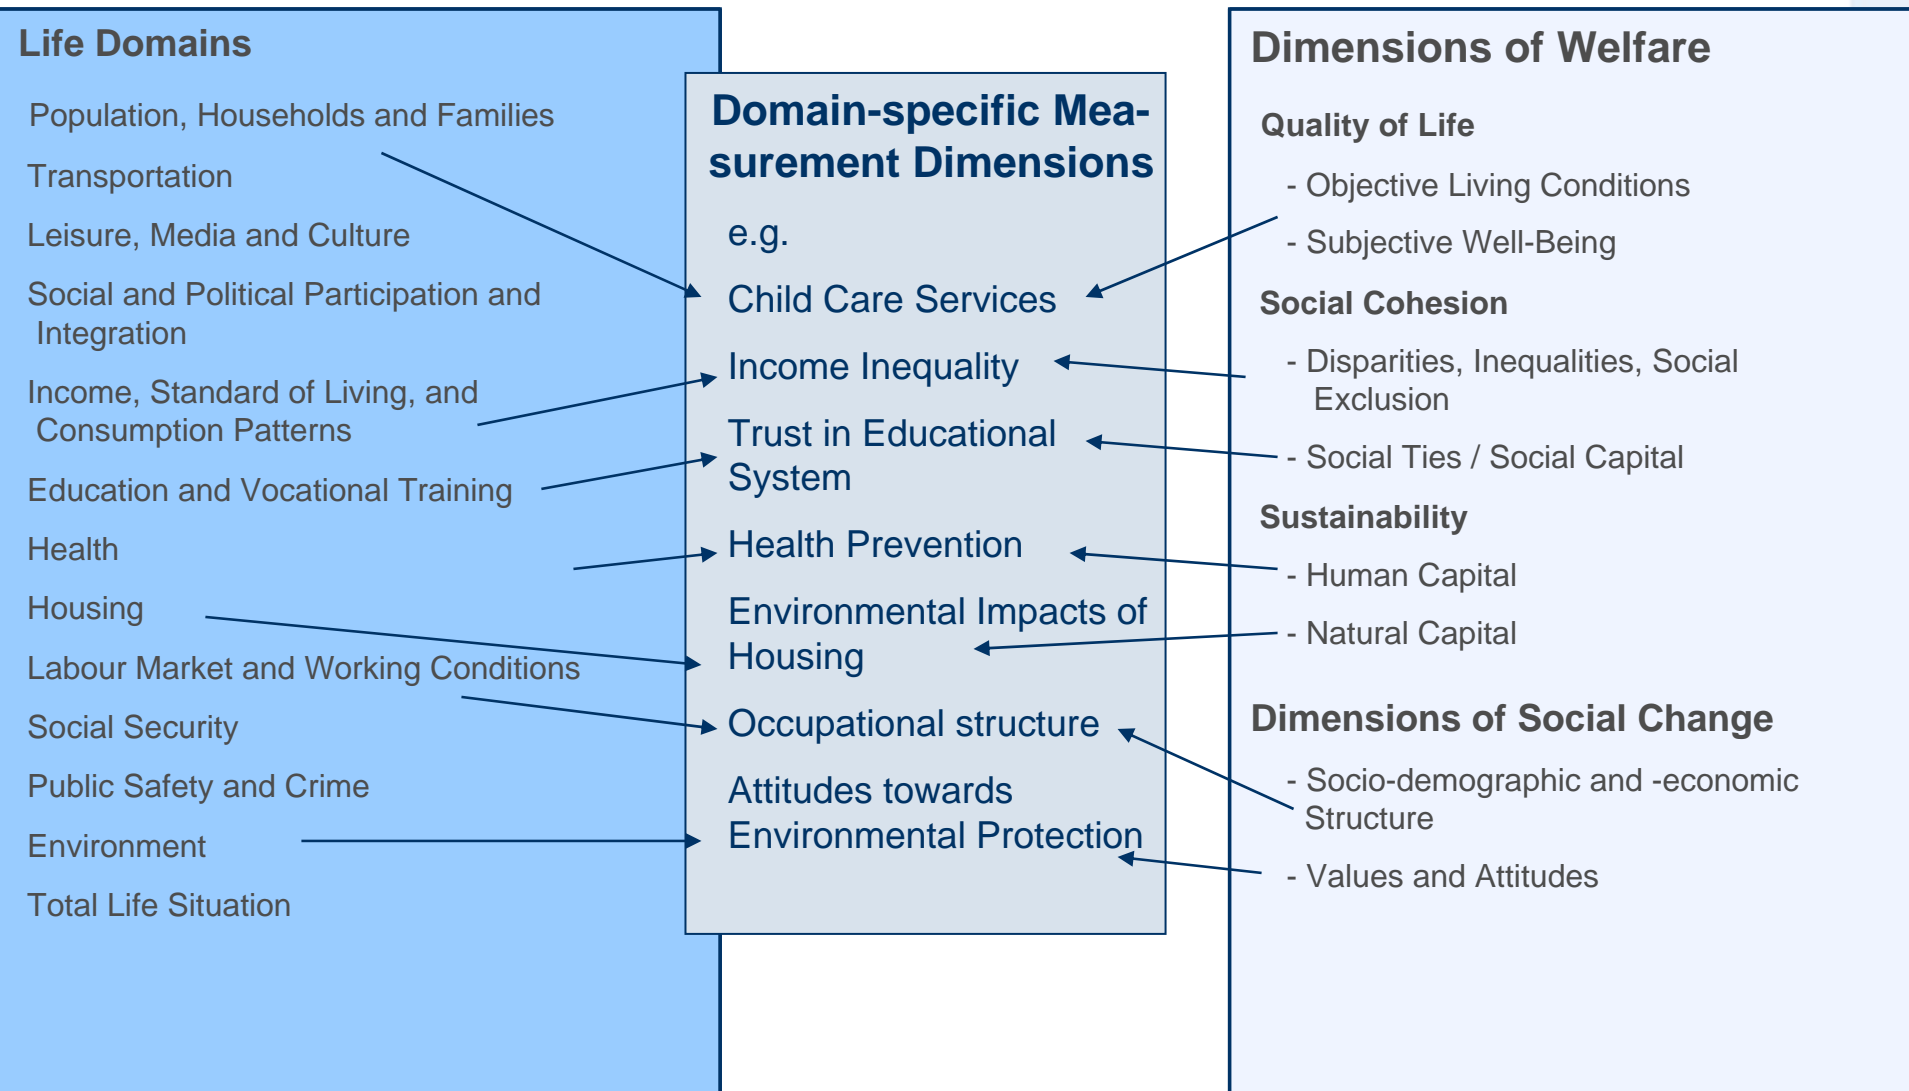 Life Domains
Population, Households and Families
Transportation
Leisure, Media and Culture
Social and Political Participation and
Integration
Income, Standard of Living, and
Consumption Patterns
Education and Vocational Training
Health
Housing
Labour Market and Working Conditions
Social Security
Public Safety and Crime
Environment
Total Life Situation
Domain-specific Mea-
surement Dimensions
e.g.
Child Care Services
Income Inequality
Trust in Educational
System
Health Prevention
Environmental Impacts of
Housing
Occupational structure
Attitudes towards
Environmental Protection
Dimensions of Welfare
Quality of Life
- Objective Living Conditions
- Subjective Well-Being
Social Cohesion
- Disparities, Inequalities, Social
Exclusion
- Social Ties / Social Capital
Sustainability
- Human Capital
- Natural Capital
Dimensions of Social Change
- Socio-demographic and -economic
Structure
- Values and Attitudes